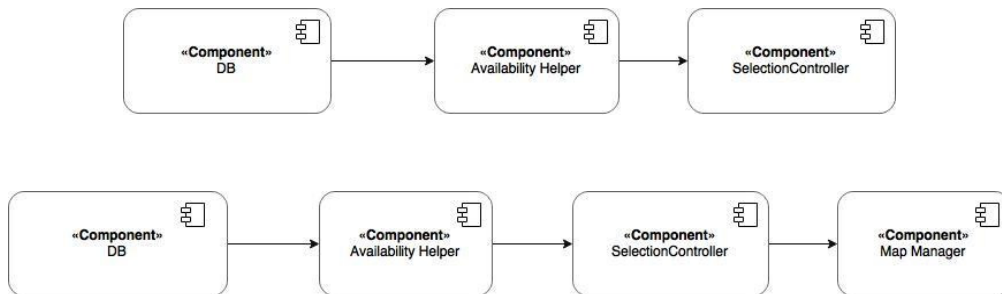 «Component»
DB
«Component»
Availability Helper
«Component»
SelectionController
«Component»
DB
«Component»
Availability Helper
«Component»
SelectionController
«Component»
Map Manager